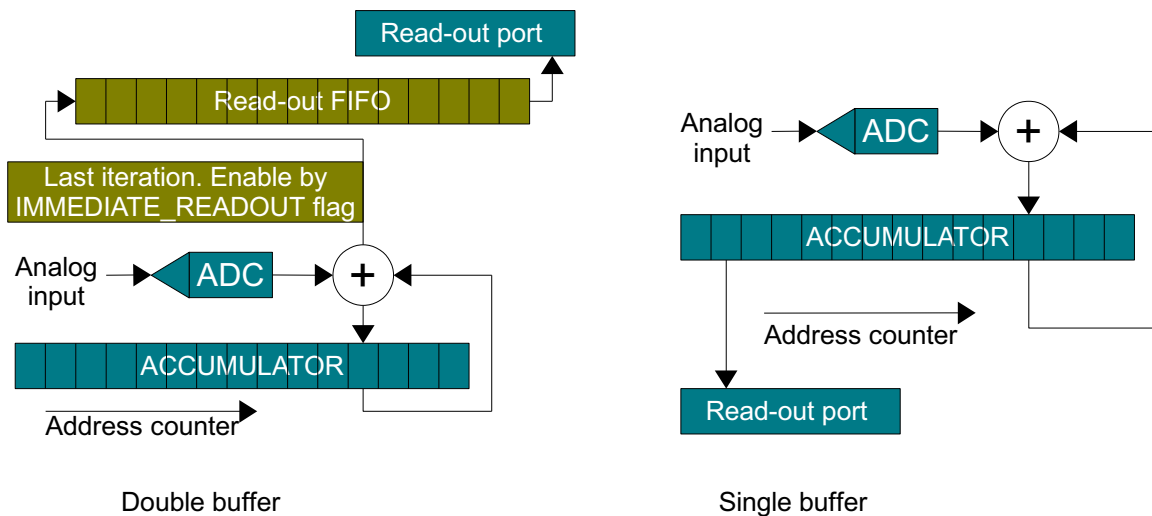 Read-out port
Read-out FIFO
Last iteration. Enable by
IMMEDIATE_READOUT flag
Analog
input
ADC
+
ACCUMULATOR
Address counter
Double buffer
Analog
input
ADC
+
ACCUMULATOR
Address counter
Read-out port
Single buffer